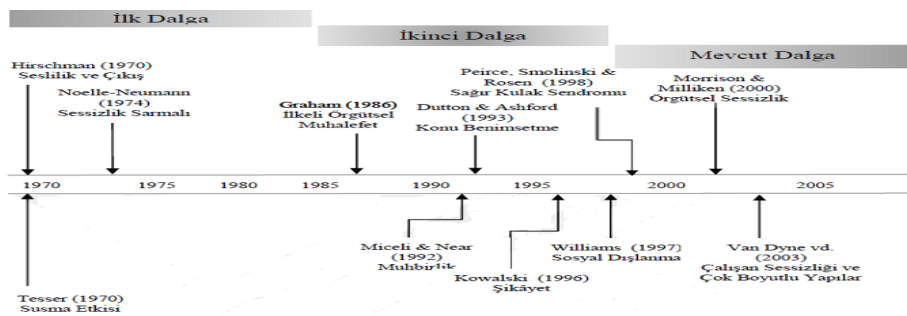 İlk Dalga
İkinci Dalga
Mevcut Dalga
Hirschman (1970)
Seslilik ve Çıkış
Noelle-Neumann
(1974)
Sessizlik Sarmalı
Graham (1986)
İlkeli Örgütsel
Muhalefet
Peirce, Smolinski &
Rosen (1998)
Sağır Kulak Sendromu
Dutton & Ashford
(1993)
Konu Benimsetme
Morrison &
Milliken (2000)
Örgütsel Sessizlik
1970 1975 1980 1985 1990 1995 2000 2005
Miceli & Near
(1992)
Muhbirlik
Kowalski (1996)
Şikâyet
Williams (1997)
Sosyal Dışlanma
Van Dyne vd.
(2003)
Çalışan Sessizliği ve
Çok Boyutlu Yapılar
Tesser (1970)
Susma Etkisi